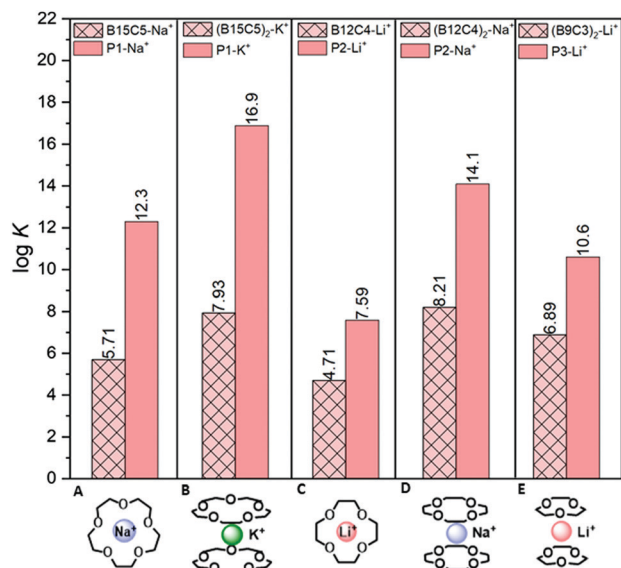 22
20
18
16
14
12
10
8
6
4
2
0
log K
B15C5-Na⁺
P1-Na⁺
5.71
12.3
(B15C5)₂-K⁺
P1-K⁺
7.93
16.9
B12C4-Li⁺
P2-Li⁺
4.71
7.59
(B12C4)₂-Na⁺
P2-Na⁺
8.21
14.1
(B9C3)₂-Li⁺
P3-Li⁺
6.89
10.6
A
O O O O O
Na⁺
B
O O O O O O
K⁺
C
O O O O
Li⁺
D
O O O O O O O O
Na⁺
E
O O O O O O
Li⁺